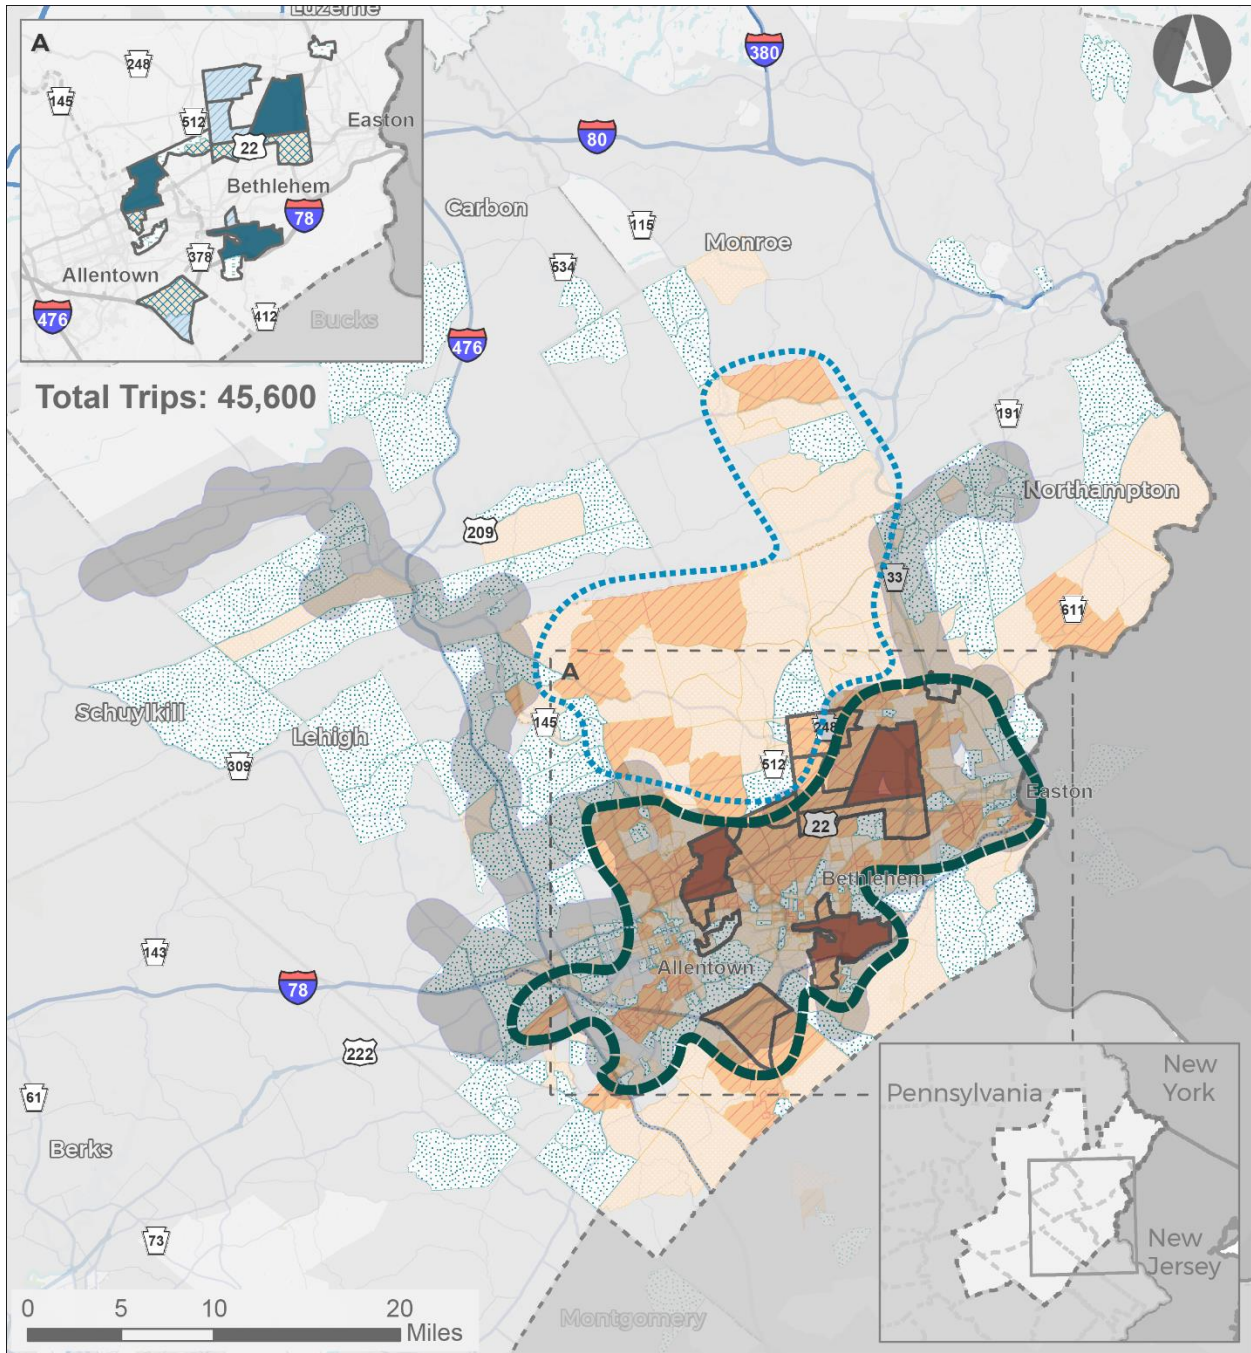 Luzerne
A
248
145
512
22
Easton
Bethlehem
78
378
Allentown
476
412
Bucks
Total Trips: 45,600
380
80
Carbon
115
Monroe
534
476
191
Northampton
209
33
611
A
145
Schuylkill
Lehigh
309
248
512
Easton
22
Bethlehem
143
Allentown
78
222
61
Berks
73
Pennsylvania
New
York
New
Jersey
0 5 10 20
Miles
Montgomery